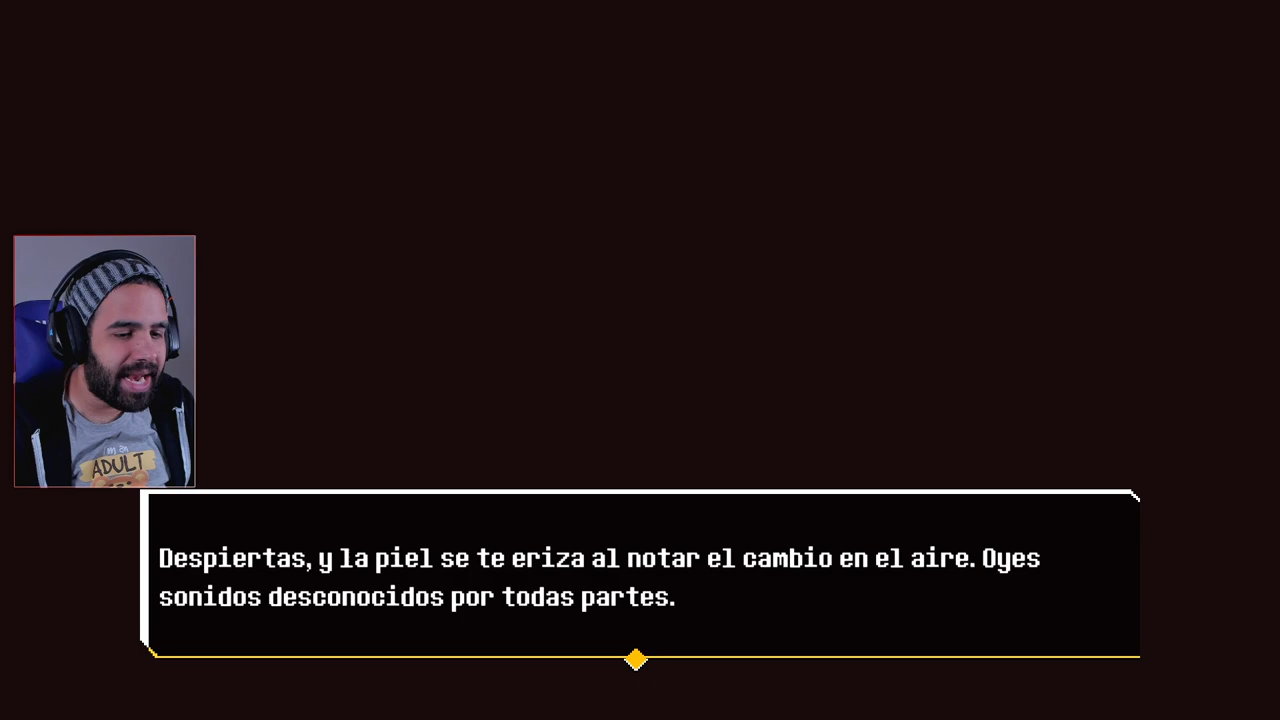 I'm an
ADULT
Despiertas, y la piel se te eriza al notar el cambio en el aire. Oyes
sonidos desconocidos por todas partes.